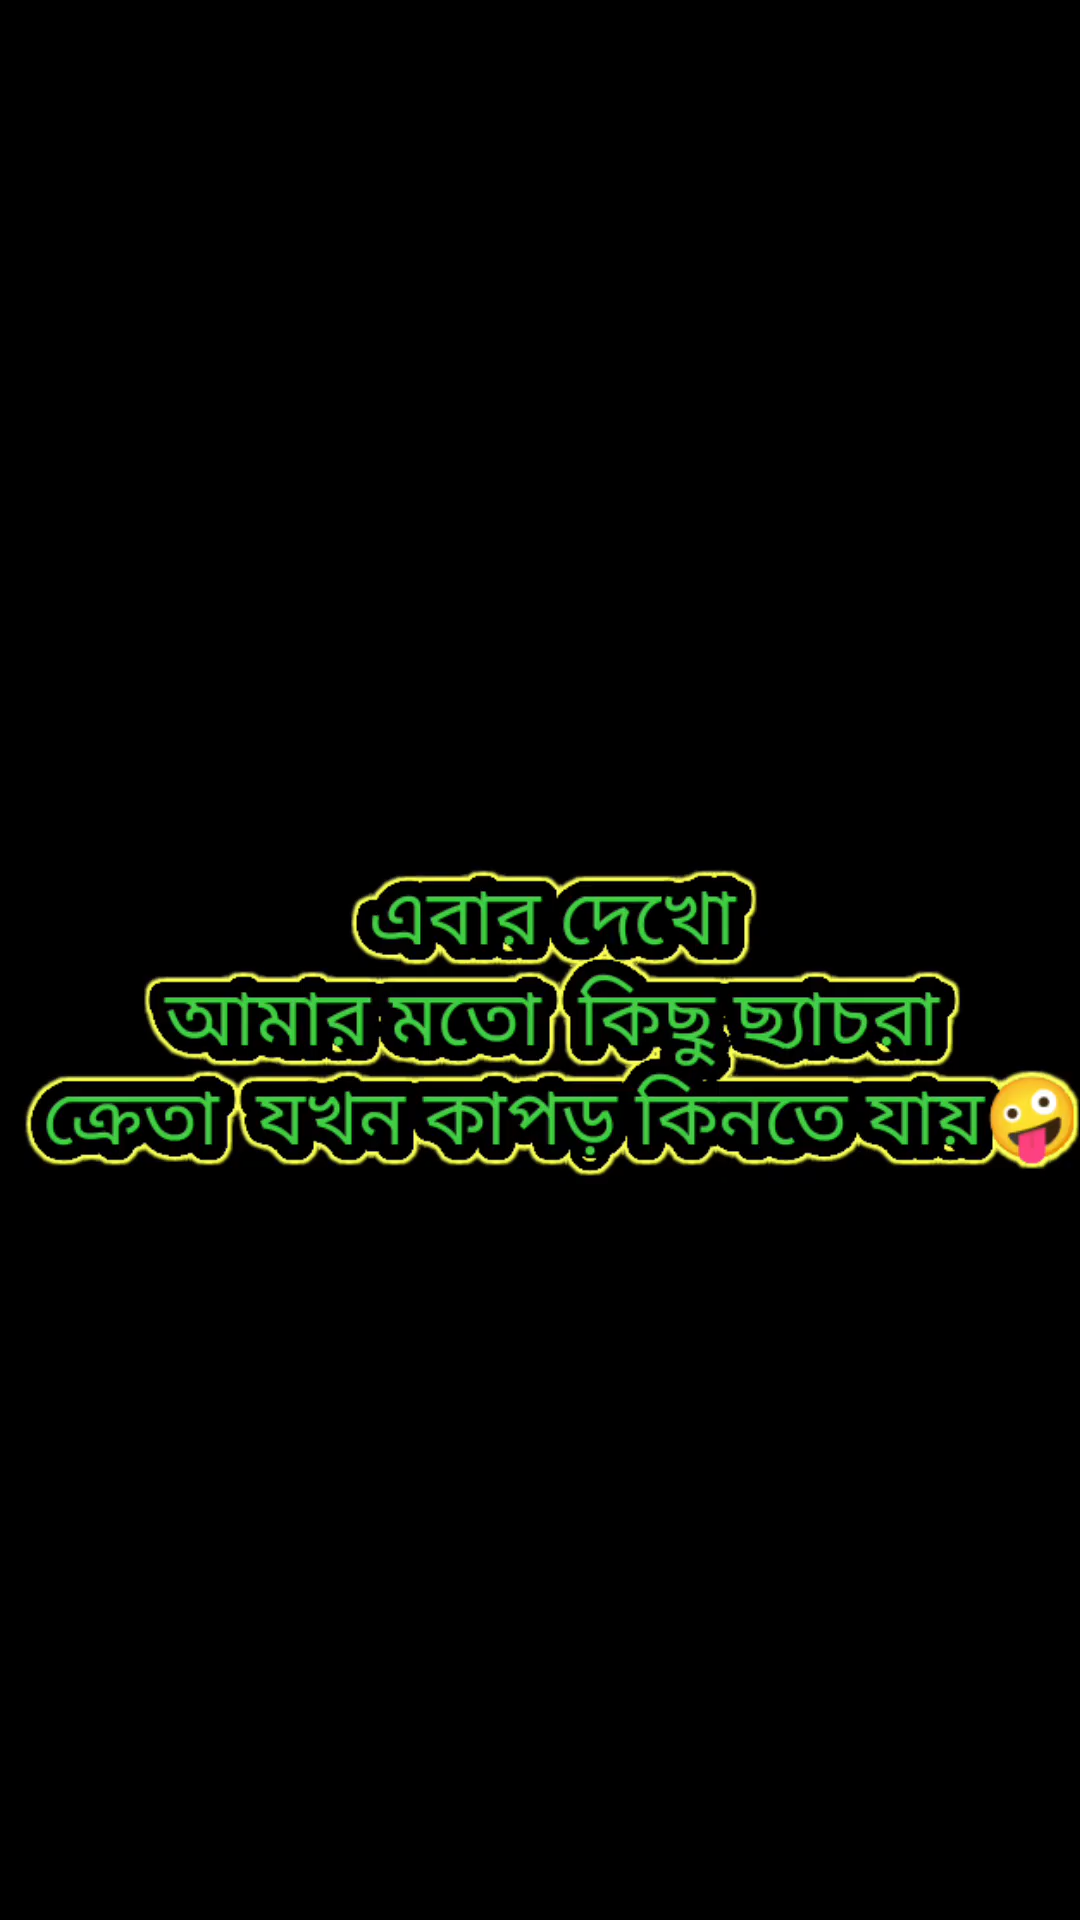 এবার দেখো
আমার মতো কিছু ছ্যাচরা
ক্রেতা যখন কাপড় কিনতে যায়🤪